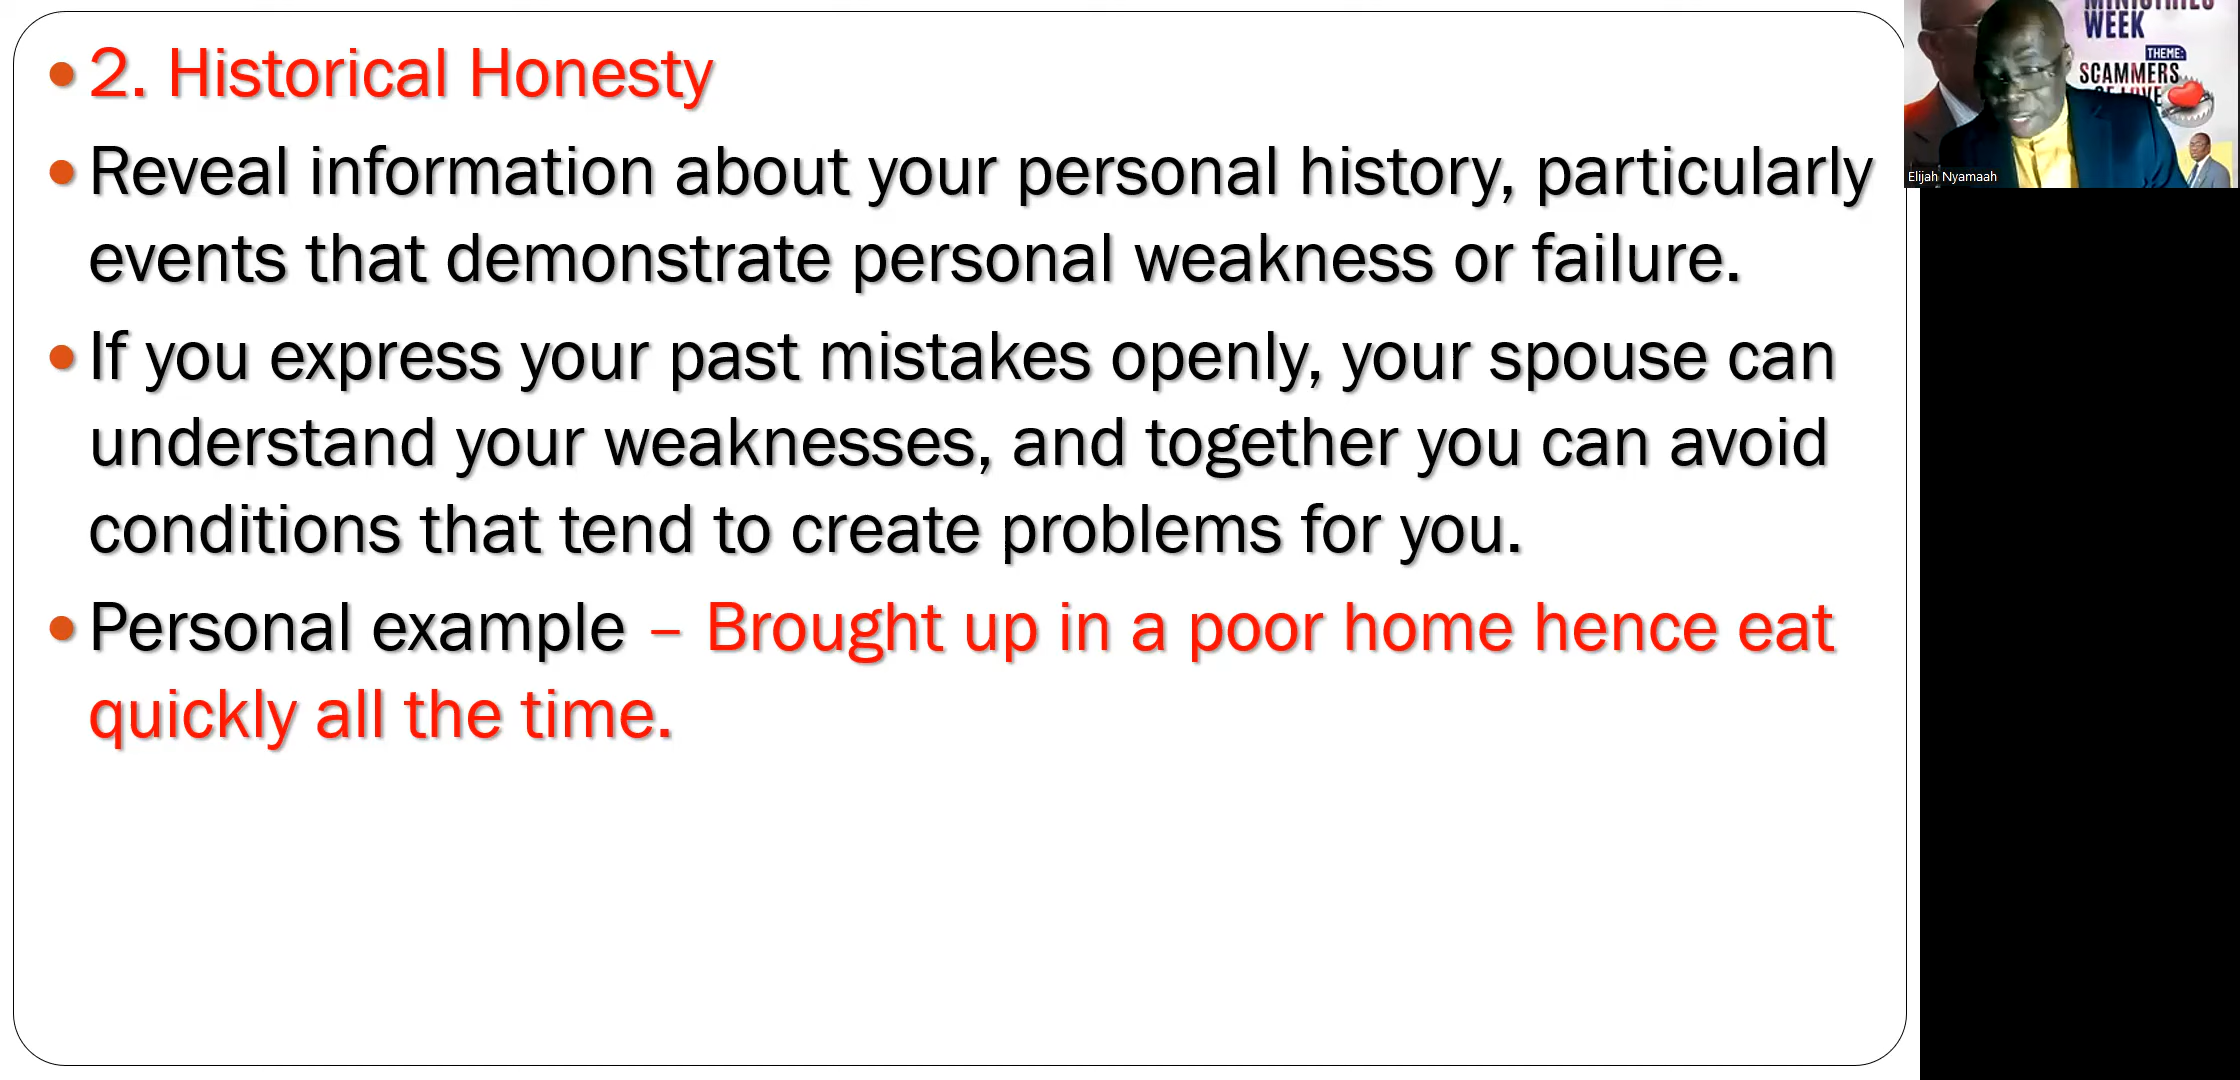 2. Historical Honesty
Reveal information about your personal history, particularly
events that demonstrate personal weakness or failure.
If you express your past mistakes openly, your spouse can
understand your weaknesses, and together you can avoid
conditions that tend to create problems for you.
Personal example – Brought up in a poor home hence eat
quickly all the time.
MINISTRIES
WEEK
THEME:
SCAMMERS
OF LOVE
Elijah Nyamaah